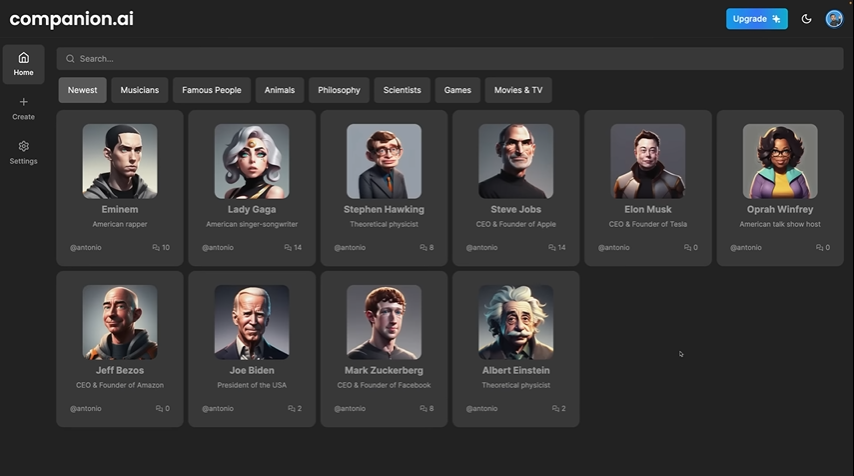 companion.ai
Upgrade
Home
Create
Settings
Search...
Newest Musicians Famous People Animals Philosophy Scientists Games Movies & TV
Eminem
American rapper
@antonio 10
Lady Gaga
American singer-songwriter
@antonio 14
Stephen Hawking
Theoretical physicist
@antonio 8
Steve Jobs
CEO & Founder of Apple
@antonio 14
Elon Musk
CEO & Founder of Tesla
@antonio 0
Oprah Winfrey
American talk show host
@antonio 0
Jeff Bezos
CEO & Founder of Amazon
@antonio 0
Joe Biden
President of the USA
@antonio 2
Mark Zuckerberg
CEO & Founder of Facebook
@antonio 8
Albert Einstein
Theoretical physicist
@antonio 2